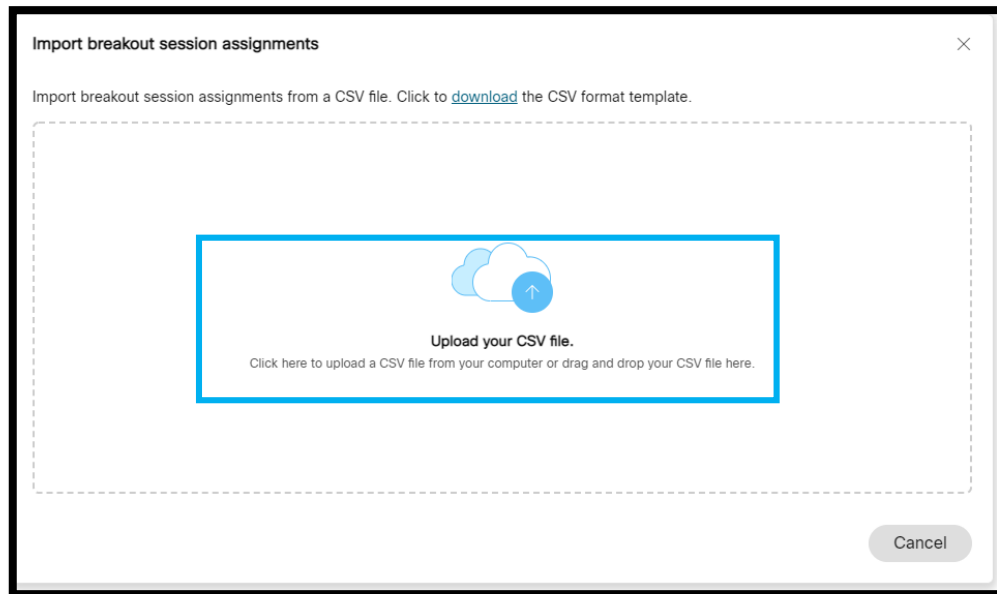 Import breakout session assignments
Import breakout session assignments from a CSV file. Click to download the CSV format template.
Upload your CSV file.
Click here to upload a CSV file from your computer or drag and drop your CSV file here.
Cancel